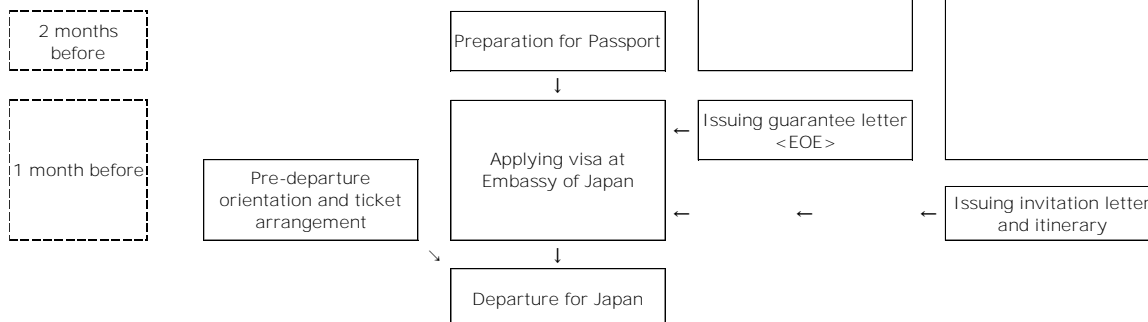 2 months
before
Preparation for Passport
↓
1 month before
Applying visa at
Embassy of Japan
←
Issuing guarantee letter
<EOE>
Pre-departure
orientation and ticket
arrangement
← ← ←
Issuing invitation letter
and itinerary
↘ ↓
Departure for Japan